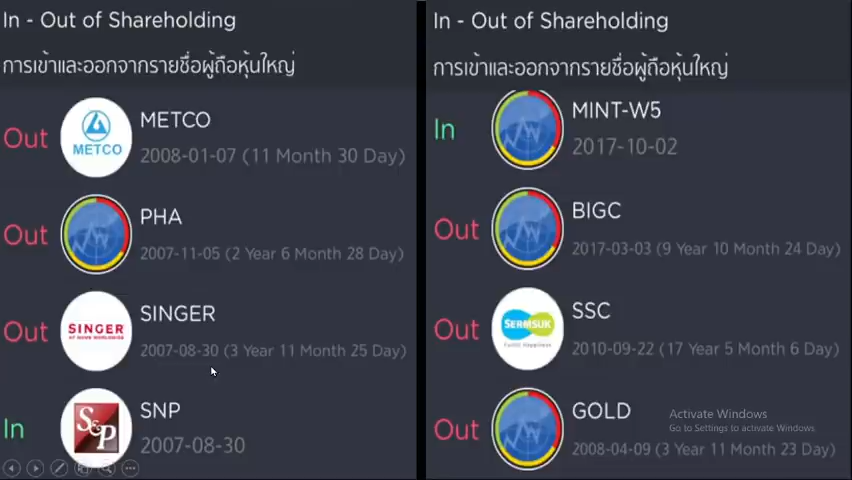 In - Out of Shareholding
การเข้าและออกจากรายชื่อผู้ถือหุ้นใหญ่
Out
METCO
METCO
2008-01-07 (11 Month 30 Day)
Out
PHA
2007-11-05 (2 Year 6 Month 28 Day)
Out
SINGER
SINGER
2007-08-30 (3 Year 11 Month 25 Day)
In
S&P
SNP
2007-08-30
In - Out of Shareholding
การเข้าและออกจากรายชื่อผู้ถือหุ้นใหญ่
In
MINT-W5
2017-10-02
Out
BIGC
2017-03-03 (9 Year 10 Month 24 Day)
Out
SERMSUK
SSC
2010-09-22 (17 Year 5 Month 6 Day)
Out
GOLD
2008-04-09 (3 Year 11 Month 23 Day)
Activate Windows
Go to Settings to activate Windows.